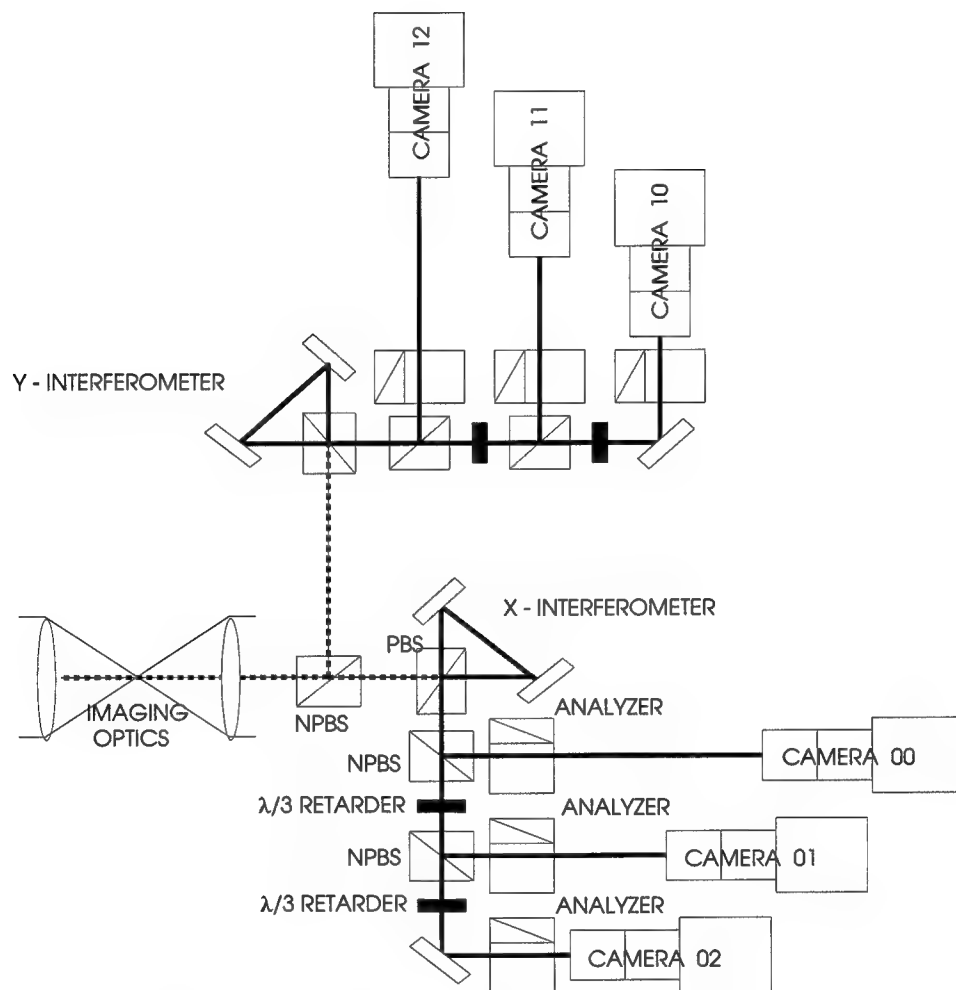 CAMERA 12
CAMERA 11
CAMERA 10
Y - INTERFEROMETER
X - INTERFEROMETER
PBS
IMAGING
OPTICS
NPBS
ANALYZER
NPBS
CAMERA 00
λ/3 RETARDER
ANALYZER
NPBS
CAMERA 01
λ/3 RETARDER
ANALYZER
CAMERA 02